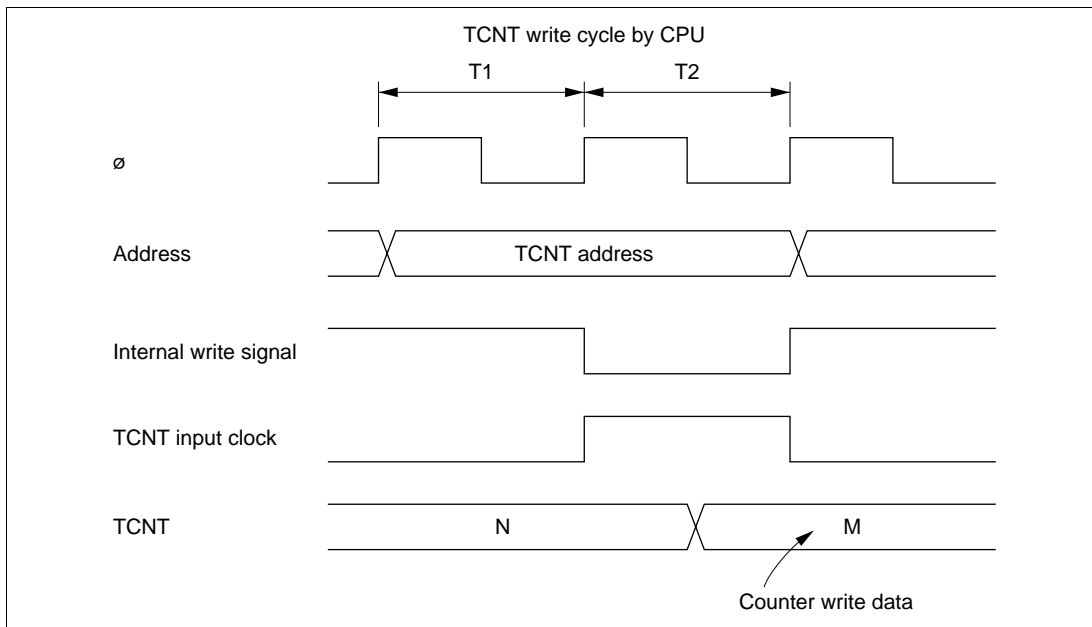 TCNT write cycle by CPU
T1
T2
ø
Address
TCNT address
Internal write signal
TCNT input clock
TCNT
N
M
Counter write data